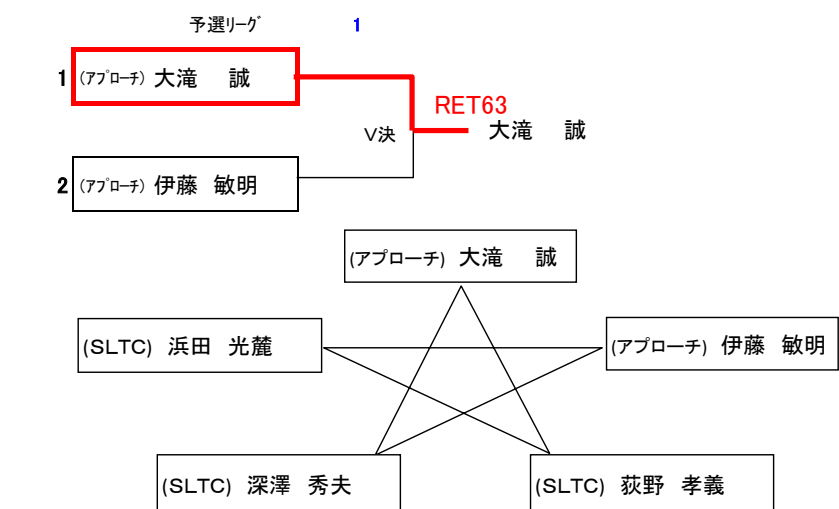 予選リーグ 1
1 (アプローチ) 大滝 誠
RET63
V決 大滝 誠
2 (アプローチ) 伊藤 敏明
(アプローチ) 大滝 誠
(SLTC) 浜田 光麓 (アプローチ) 伊藤 敏明
(SLTC) 深澤 秀夫 (SLTC) 荻野 孝義